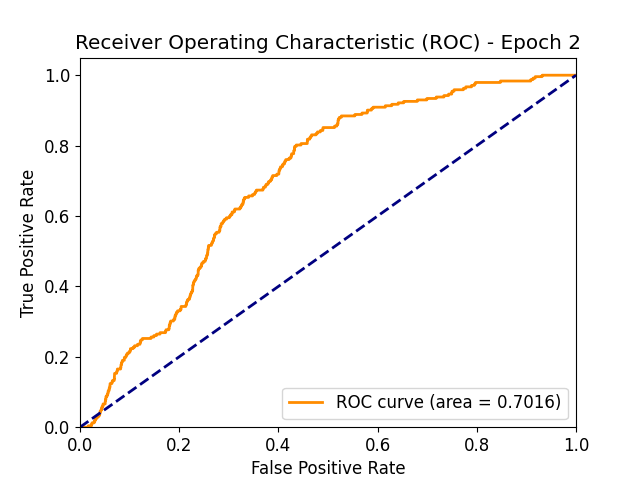 Receiver Operating Characteristic (ROC) - Epoch 2
True Positive Rate
1.0
0.8
0.6
0.4
0.2
0.0
ROC curve (area = 0.7016)
0.0 0.2 0.4 0.6 0.8 1.0
False Positive Rate